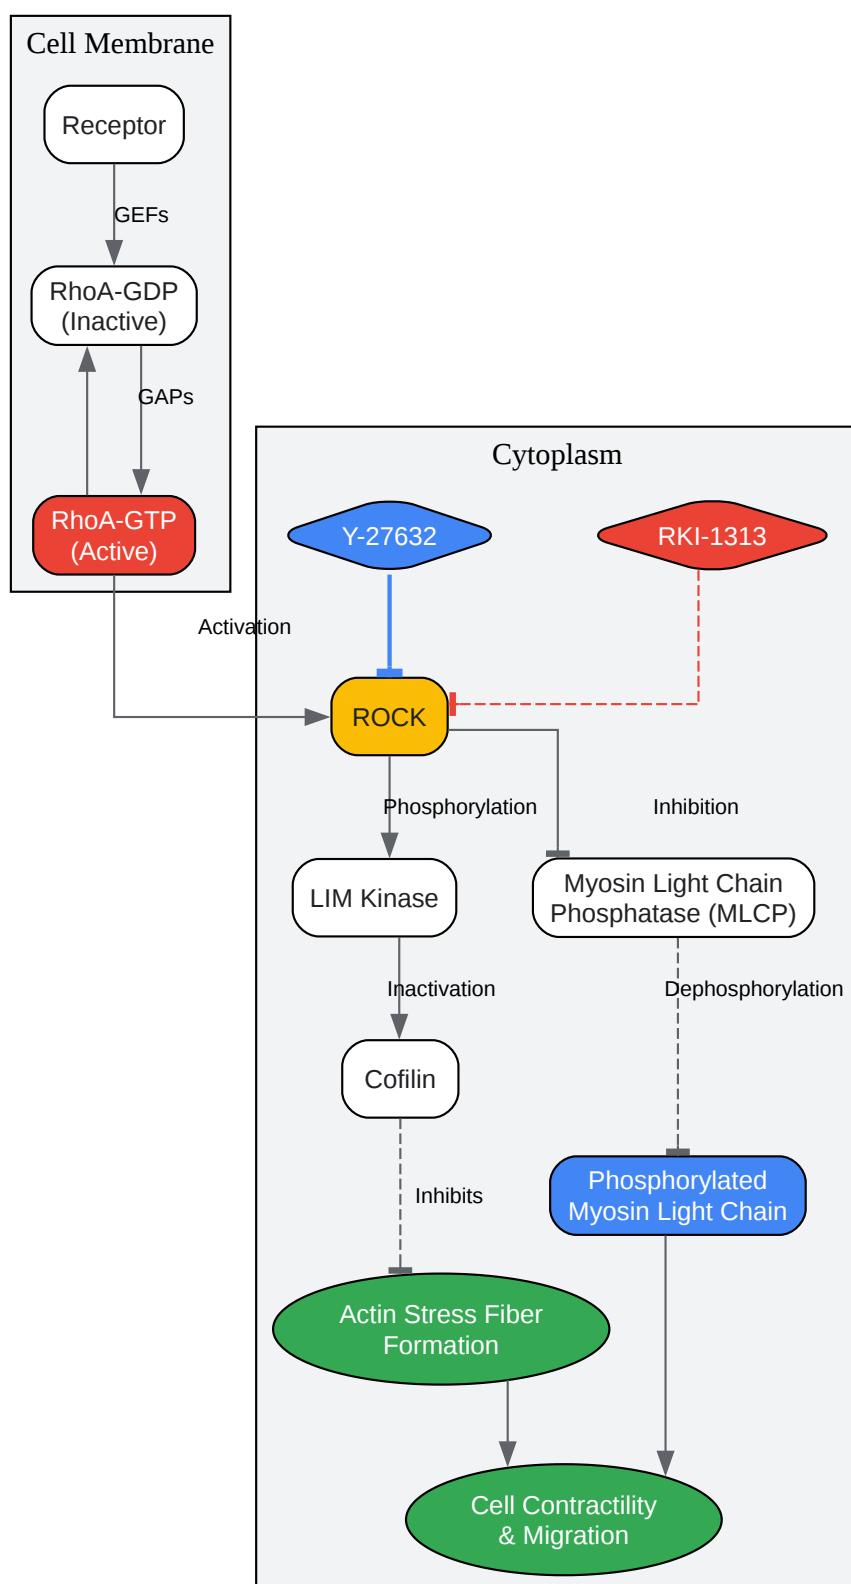 Cell Membrane
Receptor
GEFs
RhoA-GDP
(Inactive)
GAPs
RhoA-GTP
(Active)
Cytoplasm
Y-27632
RKI-1313
Activation
ROCK
Phosphorylation
Inhibition
LIM Kinase
Myosin Light Chain
Phosphatase (MLCP)
Inactivation
Dephosphorylation
Cofilin
Phosphorylated
Myosin Light Chain
Inhibits
Actin Stress Fiber
Formation
Cell Contractility
& Migration